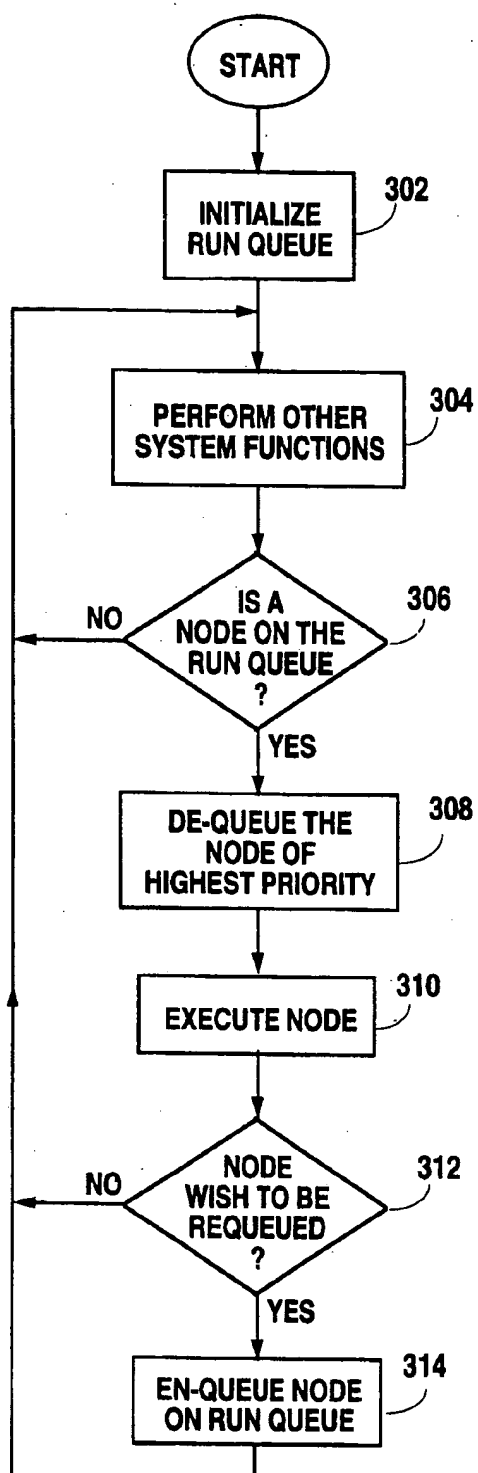 START
INITIALIZE
RUN QUEUE
302
PERFORM OTHER
SYSTEM FUNCTIONS
304
IS A
NODE ON THE
RUN QUEUE
?
306
NO
YES
DE-QUEUE THE
NODE OF
HIGHEST PRIORITY
308
EXECUTE NODE
310
NODE
WISH TO BE
REQUEUED
?
312
NO
YES
EN-QUEUE NODE
ON RUN QUEUE
314